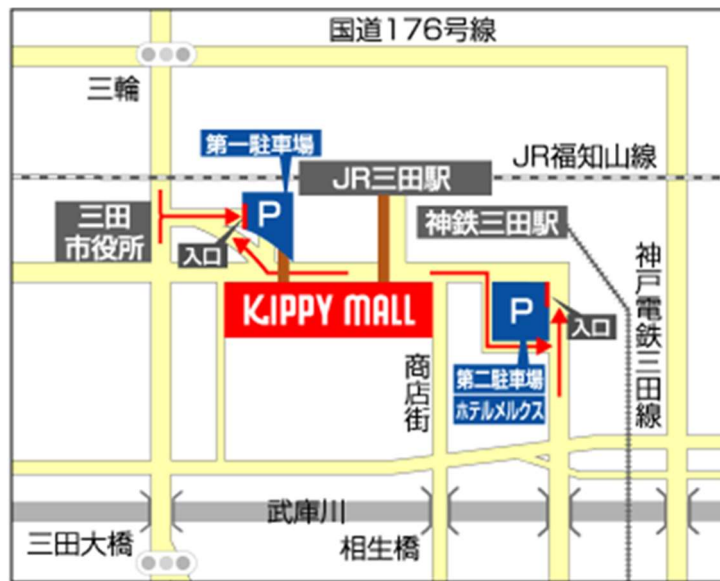 国道176号線
三輪
第一駐車場
JR福知山線
JR三田駅
三田
市役所
P
神鉄三田駅
入口
神戸電鉄三田線
KIPPY MALL
P
入口
商店街
第二駐車場
ホテルメルクス
武庫川
三田大橋
相生橋